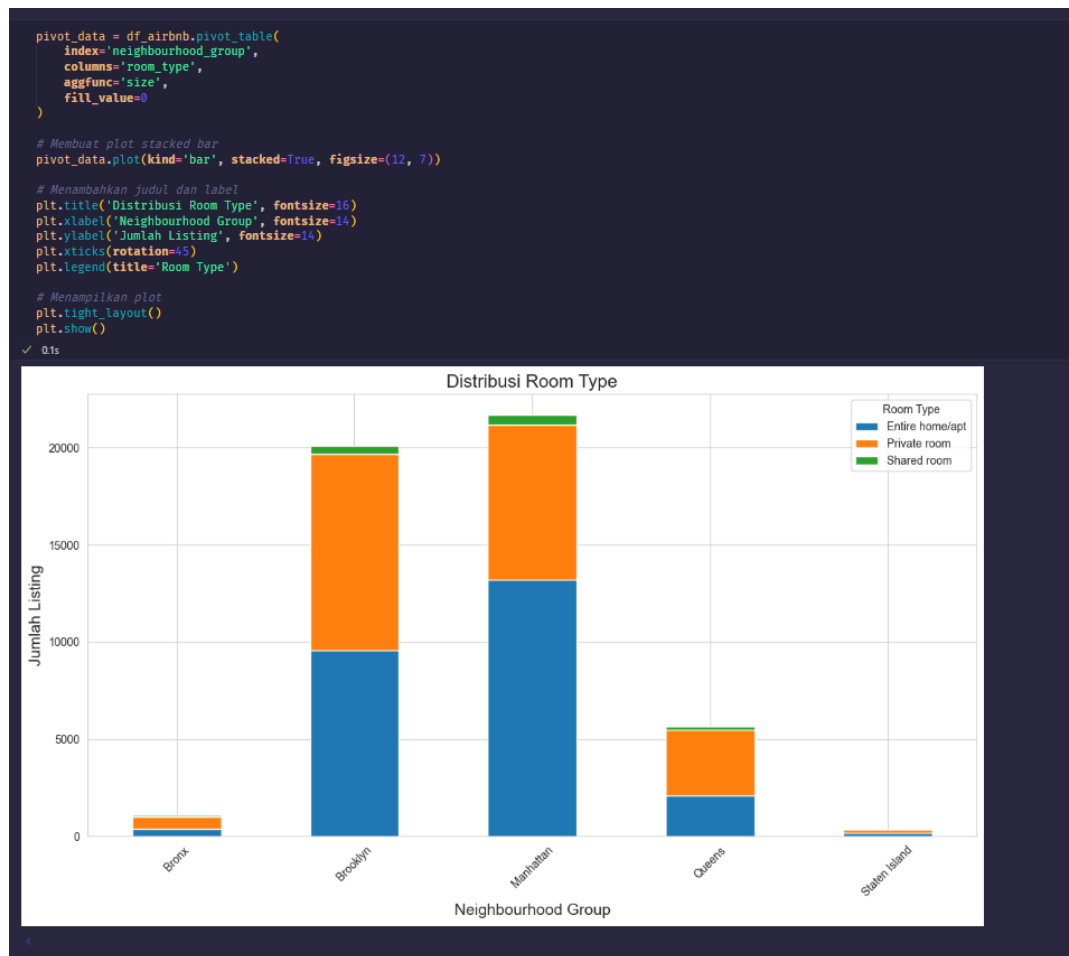 pivot_data = df_airbnb.pivot_table(
    index='neighbourhood_group',
    columns='room_type',
    aggfunc='size',
    fill_value=0
)
# Membuat plot stacked bar
pivot_data.plot(kind='bar', stacked=True, figsize=(12, 7))
# Menambahkan judul dan label
plt.title('Distribusi Room Type', fontsize=16)
plt.xlabel('Neighbourhood Group', fontsize=14)
plt.ylabel('Jumlah Listing', fontsize=14)
plt.xticks(rotation=45)
plt.legend(title='Room Type')
# Menampilkan plot
plt.tight_layout()
plt.show()
0.1s
Distribusi Room Type
Room Type
Entire home/apt
Private room
Shared room
20000
15000
10000
5000
0
Jumlah Listing
Bronx
Brooklyn
Manhattan
Queens
Staten Island
Neighbourhood Group